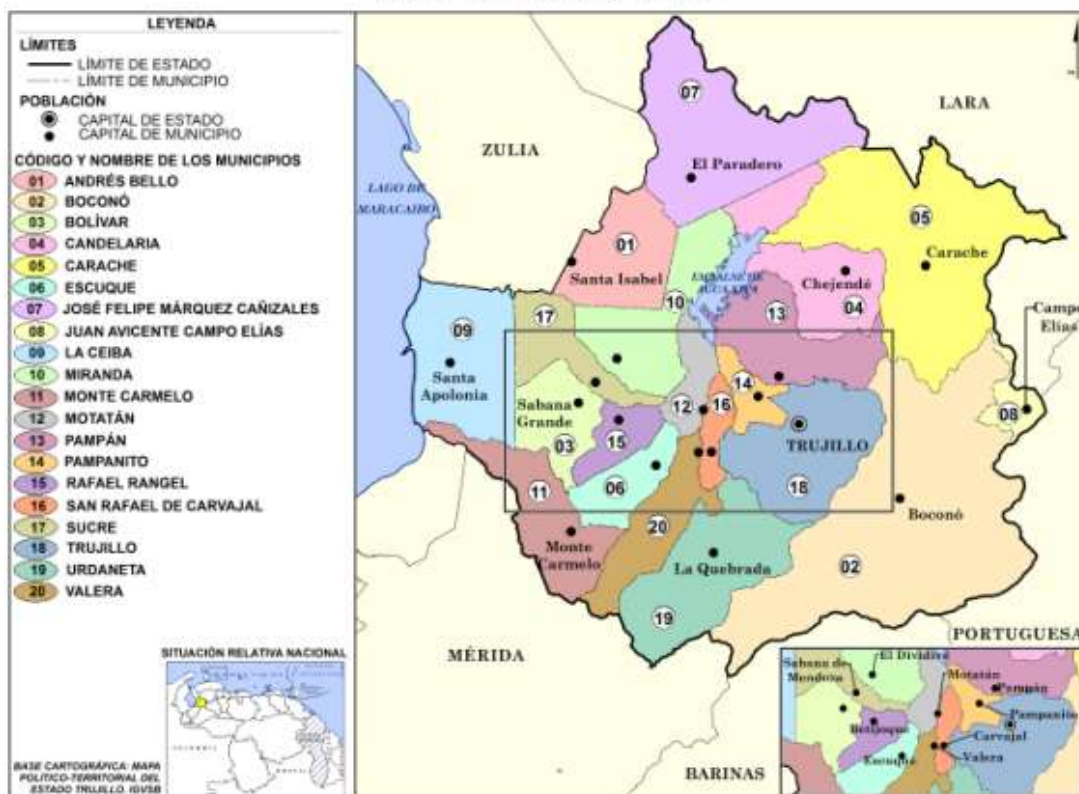 LEYENDA
LÍMITES
LÍMITE DE ESTADO
LÍMITE DE MUNICIPIO
POBLACIÓN
CAPITAL DE ESTADO
CAPITAL DE MUNICIPIO
CÓDIGO Y NOMBRE DE LOS MUNICIPIOS
01 ANDRÉS BELLO
02 BOCONÓ
03 BOLÍVAR
04 CANDELARIA
05 CARACHE
06 ESCUQUE
07 JOSÉ FELIPE MÁRQUEZ CAÑIZALES
08 JUAN AVICENTE CAMPO ELÍAS
09 LA CEIBA
10 MIRANDA
11 MONTE CARMELO
12 MOTATÁN
13 PAMPÁN
14 PAMPANITO
15 RAFAEL RANGEL
16 SAN RAFAEL DE CARVAJAL
17 SUCRE
18 TRUJILLO
19 URDANETA
20 VALERA
SITUACIÓN RELATIVA NACIONAL
BASE CARTOGRÁFICA: MAPA
POLÍTICO-TERRITORIAL DEL
ESTADO TRUJILLO. IGVSB
07
LARA
ZULIA
El Paradero
LAGO DE
MARACAIBO
05
01
Carache
Santa Isabel
EMBALSE DE
Chejendé
10
13
04
Campo
Elías
17
09
Santa
Apolonia
14
Sabana
Grande
12
16
08
15
TRUJILLO
03
11
06
18
Boconó
20
Monte
Carmelo
La Quebrada
02
19
PORTUGUESA
MÉRIDA
BARINAS
Sabana de
Mendoza
El Dividive
Motatán
Pampán
Pampanito
Betijoque
Carvajal
Escuque
Valera